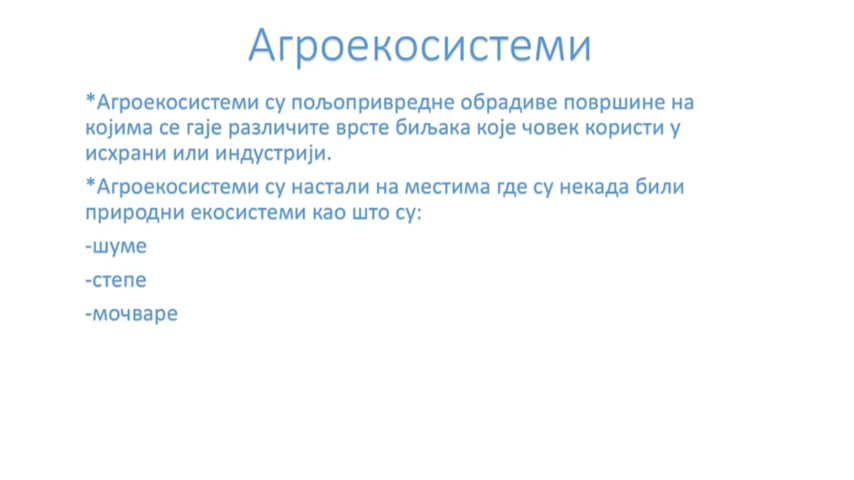 Агроекосистеми
*Агроекосистеми су пољопривредне обрадиве површине на
којима се гаје различите врсте биљака које човек користи у
исхрани или индустрији.
*Агроекосистеми су настали на местима где су некада били
природни екосистеми као што су:
-шуме
-степе
-мочваре